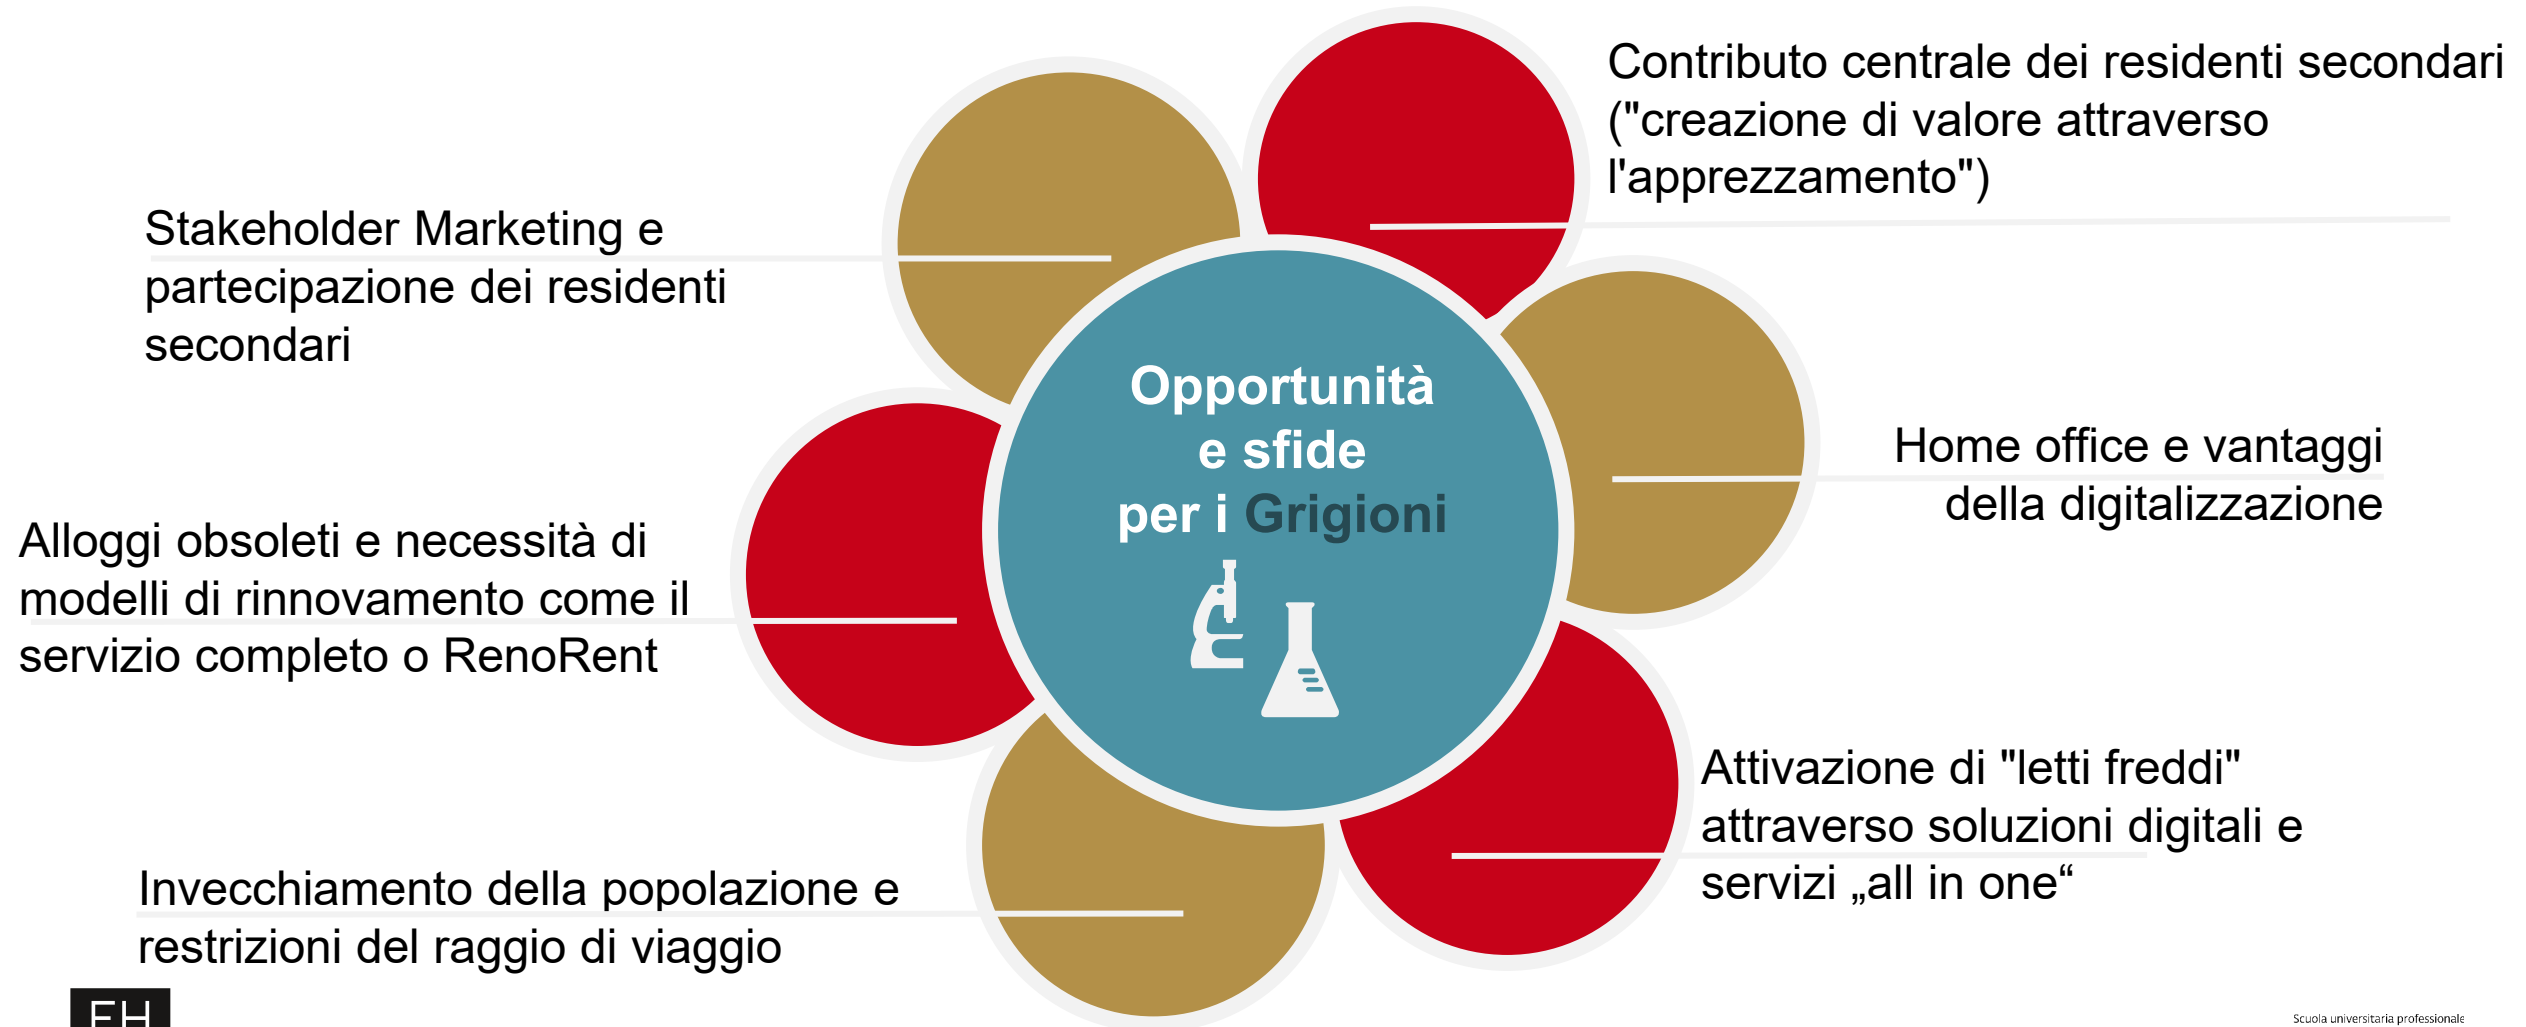 Contributo centrale dei residenti secondari
("creazione di valore attraverso
l'apprezzamento")
Stakeholder Marketing e
partecipazione dei residenti
secondari
Opportunità
e sfide
per i Grigioni
Home office e vantaggi
della digitalizzazione
Alloggi obsoleti e necessità di
modelli di rinnovamento come il
servizio completo o RenoRent
Attivazione di "letti freddi"
attraverso soluzioni digitali e
servizi „all in one“
Invecchiamento della popolazione e
restrizioni del raggio di viaggio
FH
Scuola universitaria professionale